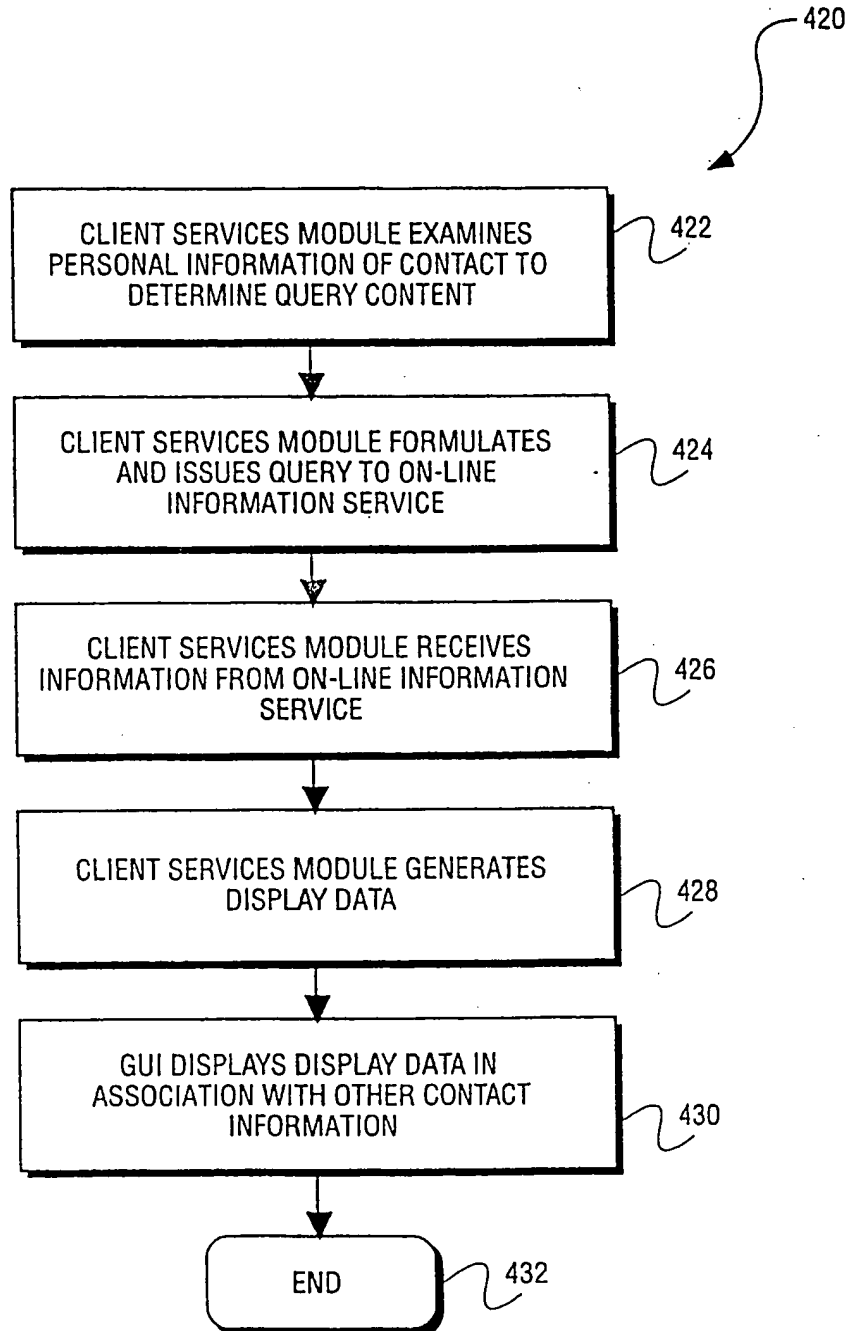 420
CLIENT SERVICES MODULE EXAMINES
PERSONAL INFORMATION OF CONTACT TO
DETERMINE QUERY CONTENT
422
CLIENT SERVICES MODULE FORMULATES
AND ISSUES QUERY TO ON-LINE
INFORMATION SERVICE
424
CLIENT SERVICES MODULE RECEIVES
INFORMATION FROM ON-LINE INFORMATION
SERVICE
426
CLIENT SERVICES MODULE GENERATES
DISPLAY DATA
428
GUI DISPLAYS DISPLAY DATA IN
ASSOCIATION WITH OTHER CONTACT
INFORMATION
430
END
432